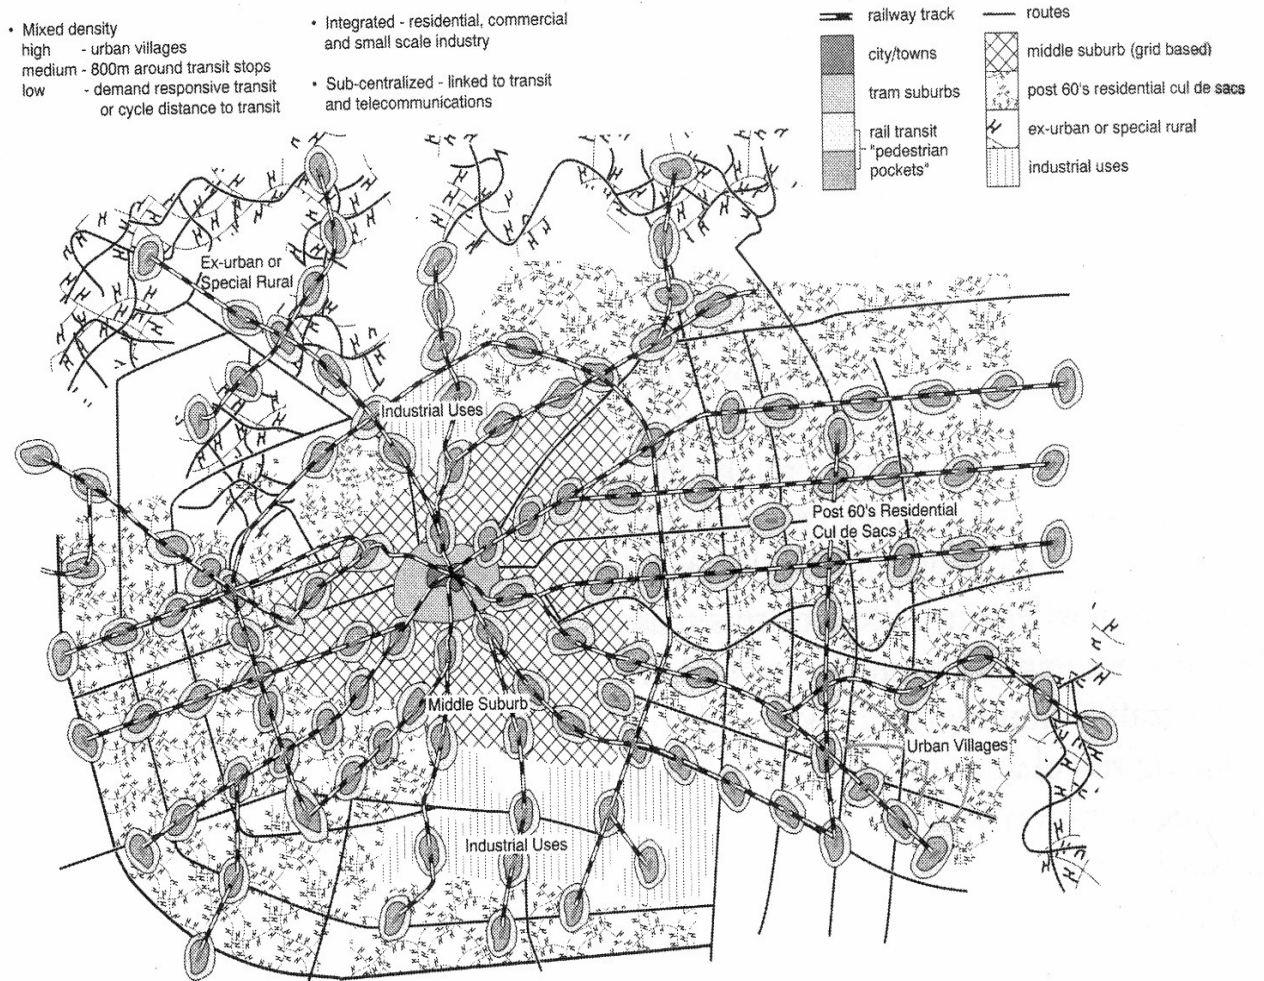 • Mixed density
high - urban villages
medium - 800m around transit stops
low - demand responsive transit
or cycle distance to transit
• Integrated - residential, commercial
and small scale industry
• Sub-centralized - linked to transit
and telecommunications
railway track
city/towns
tram suburbs
rail transit
"pedestrian
pockets"
routes
middle suburb (grid based)
post 60's residential cul de sacs
ex-urban or special rural
industrial uses
Ex-urban or
Special Rural
Industrial Uses
Post 60's Residential
Cul de Sacs
Middle Suburb
Urban Villages
Industrial Uses